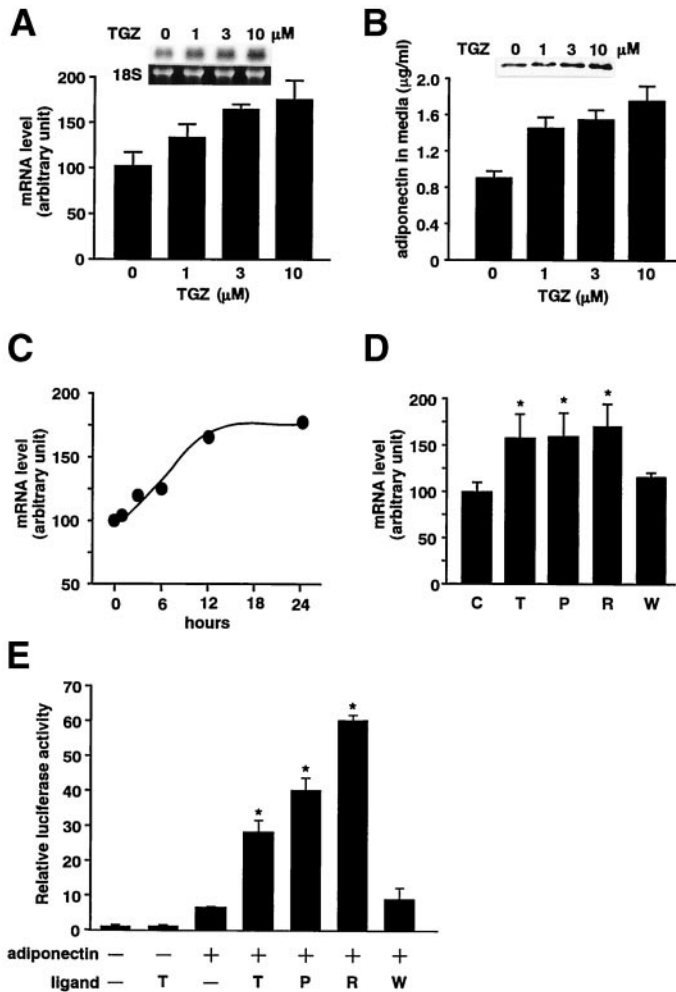 A
TGZ 0 1 3 10 μM
18S
200
150
100
50
0
mRNA level
(arbitrary unit)
0 1 3 10
TGZ (μM)
B
TGZ 0 1 3 10 μM
2.0
1.6
1.2
0.8
0.4
0
adiponectin in media (μg/ml)
0 1 3 10
TGZ (μM)
C
200
150
100
50
mRNA level
(arbitrary unit)
0 6 12 18 24
hours
D
200
150
100
50
0
mRNA level
(arbitrary unit)
* * *
C T P R W
E
70
60
50
40
30
20
10
0
Relative luciferase activity
* * *
adiponectin — — + + + + +
ligand — T — T P R W